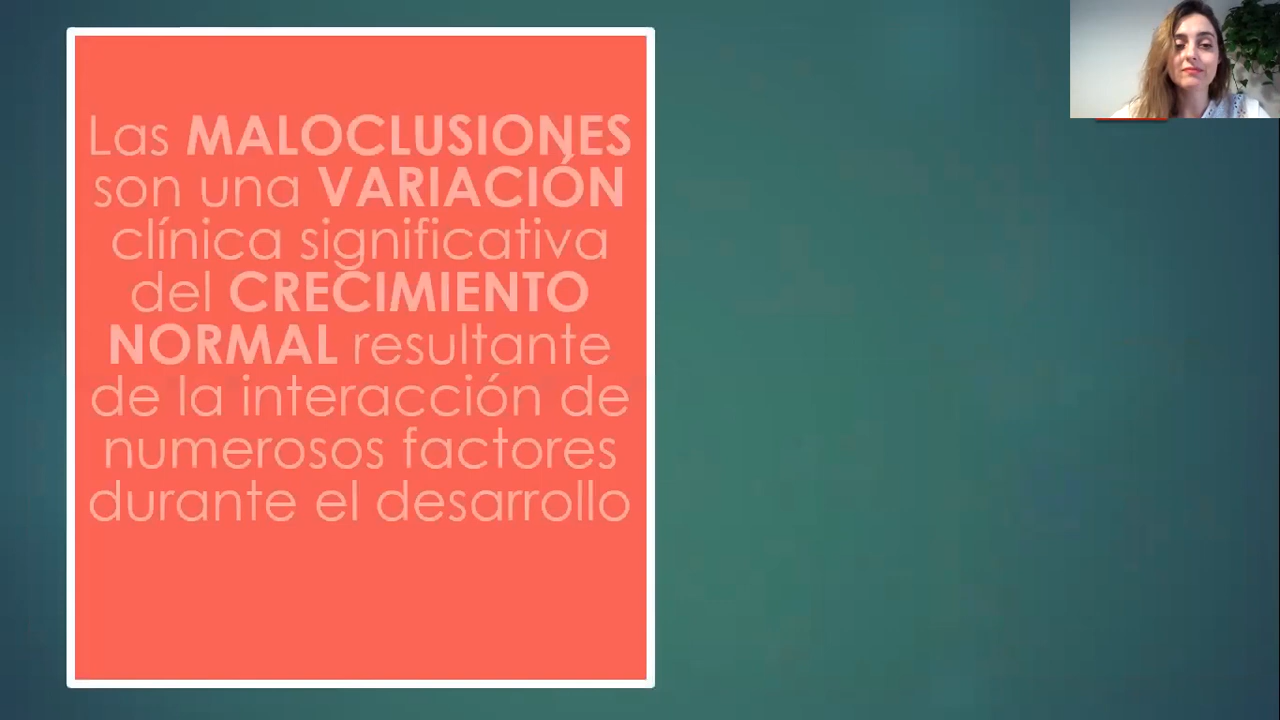 Las MALOCLUSIONES
son una VARIACIÓN
clínica significativa
del CRECIMIENTO
NORMAL resultante
de la interacción de
numerosos factores
durante el desarrollo